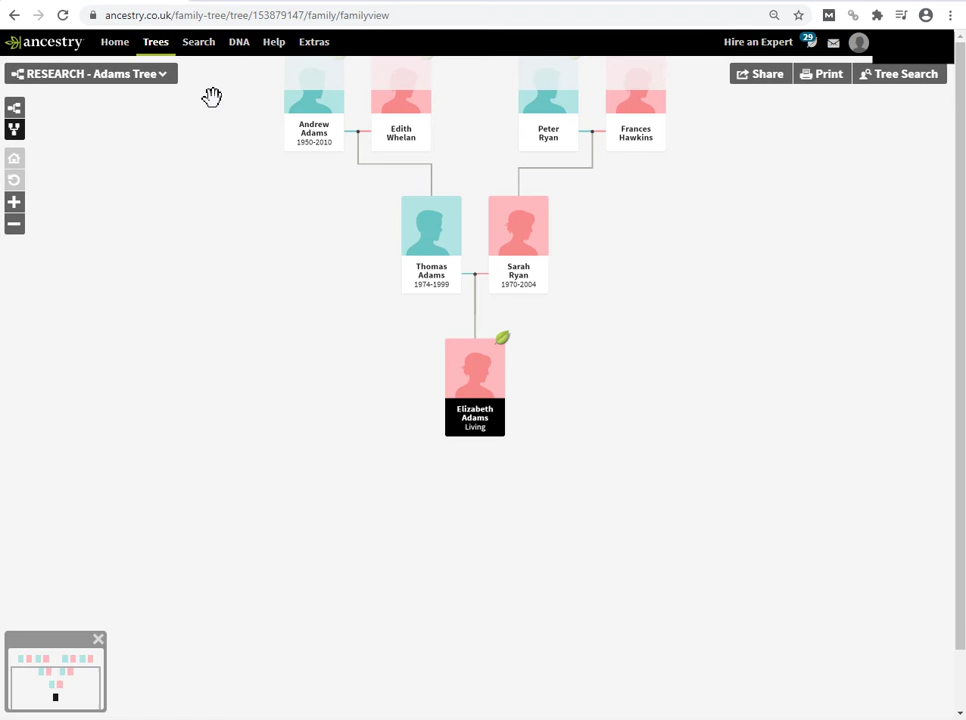 ancestry.co.uk/family-tree/tree/153879147/family/familyview
ancestry
Home
Trees
Search
DNA
Help
Extras
Hire an Expert
29
RESEARCH - Adams Tree
Share
Print
Tree Search
Andrew
Adams
1950-2010
Edith
Whelan
Peter
Ryan
Frances
Hawkins
Thomas
Adams
1974-1999
Sarah
Ryan
1970-2004
Elizabeth
Adams
Living